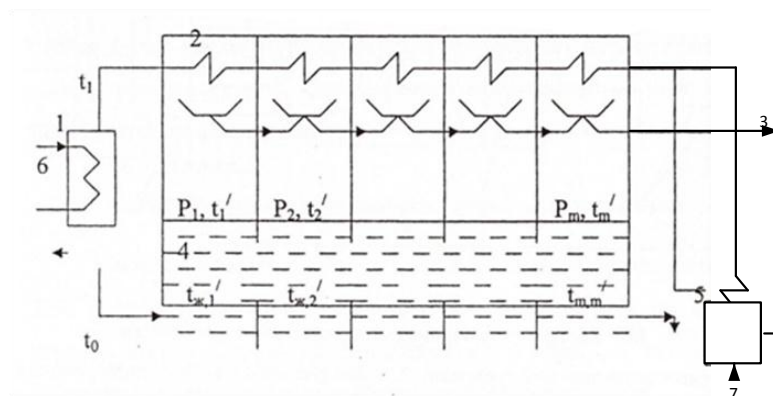 2
t₁
1
3
6
P₁, t₁′ P₂, t₂′ Pₘ, tₘ′
4
tж,₁′ tж,₂′ tm,m′
5
t₀
7